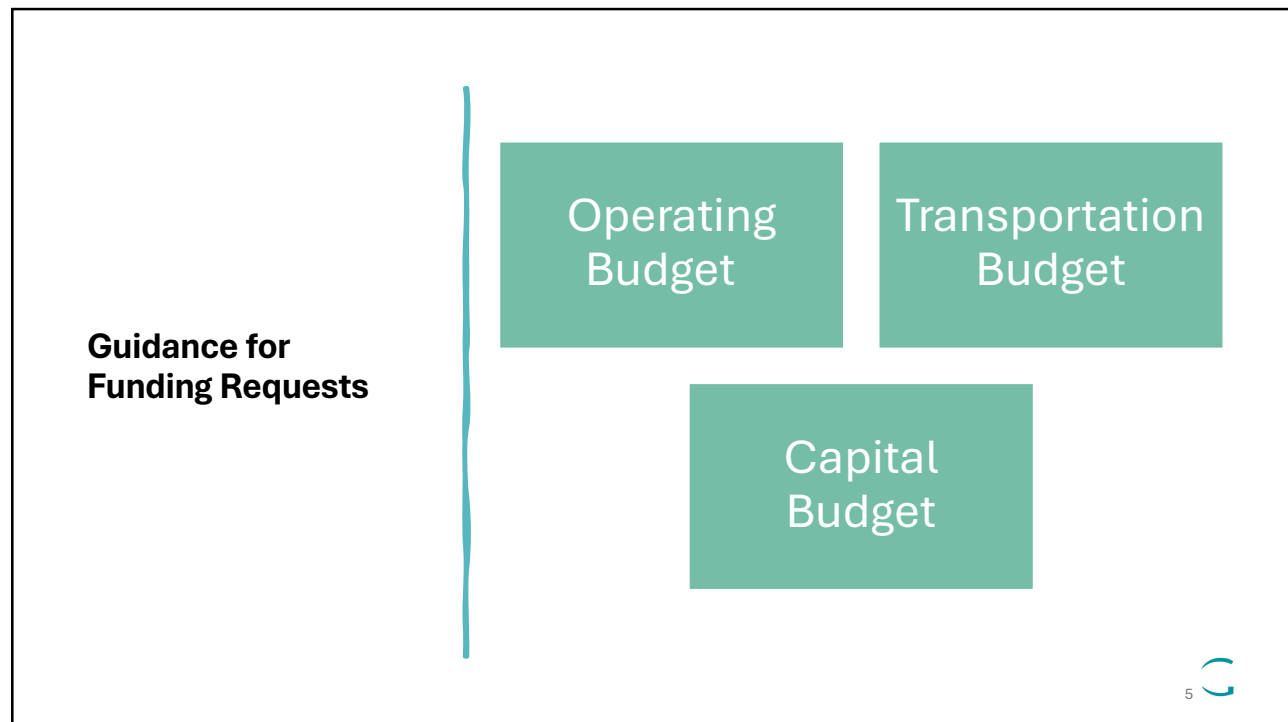 Guidance for
Funding Requests
Operating
Budget
Transportation
Budget
Capital
Budget
5